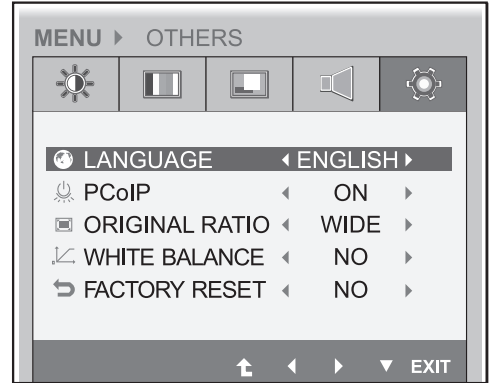 MENU ▶ OTHERS
LANGUAGE ◀ ENGLISH ▶
PCoIP ◀ ON ▶
ORIGINAL RATIO ◀ WIDE ▶
WHITE BALANCE ◀ NO ▶
FACTORY RESET ◀ NO ▶
EXIT